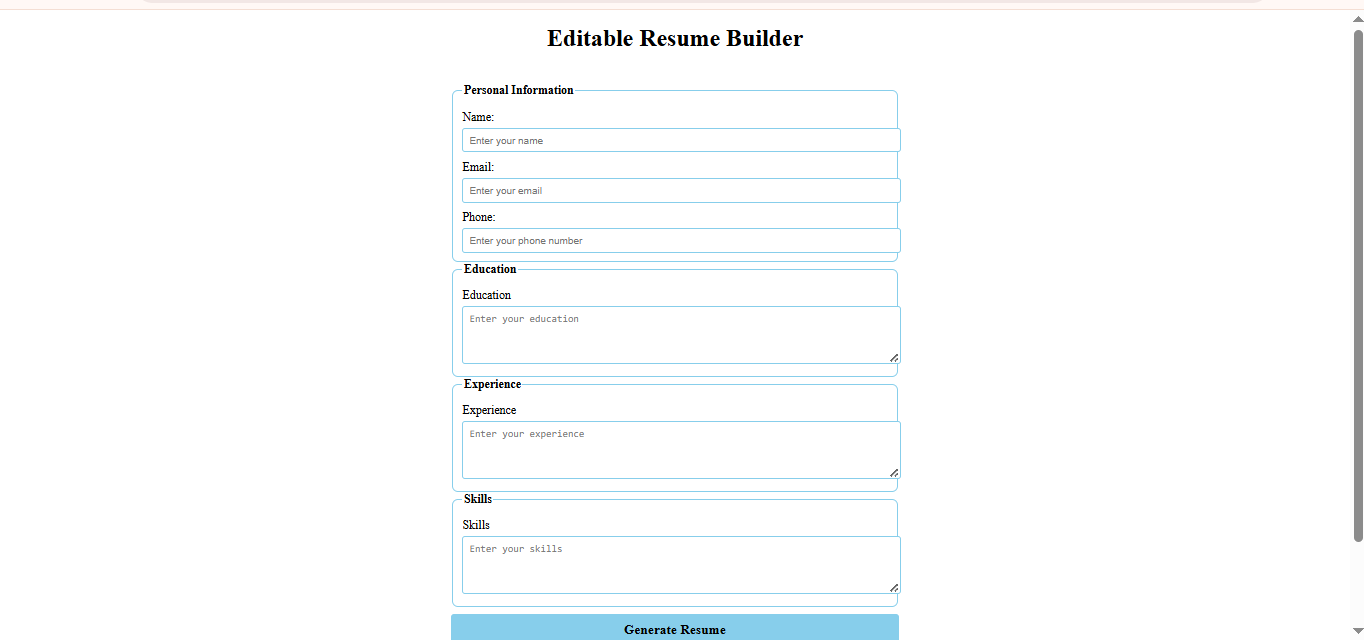 Editable Resume Builder
Personal Information
Name:
Enter your name
Email:
Enter your email
Phone:
Enter your phone number
Education
Education
Enter your education
Experience
Experience
Enter your experience
Skills
Skills
Enter your skills
Generate Resume